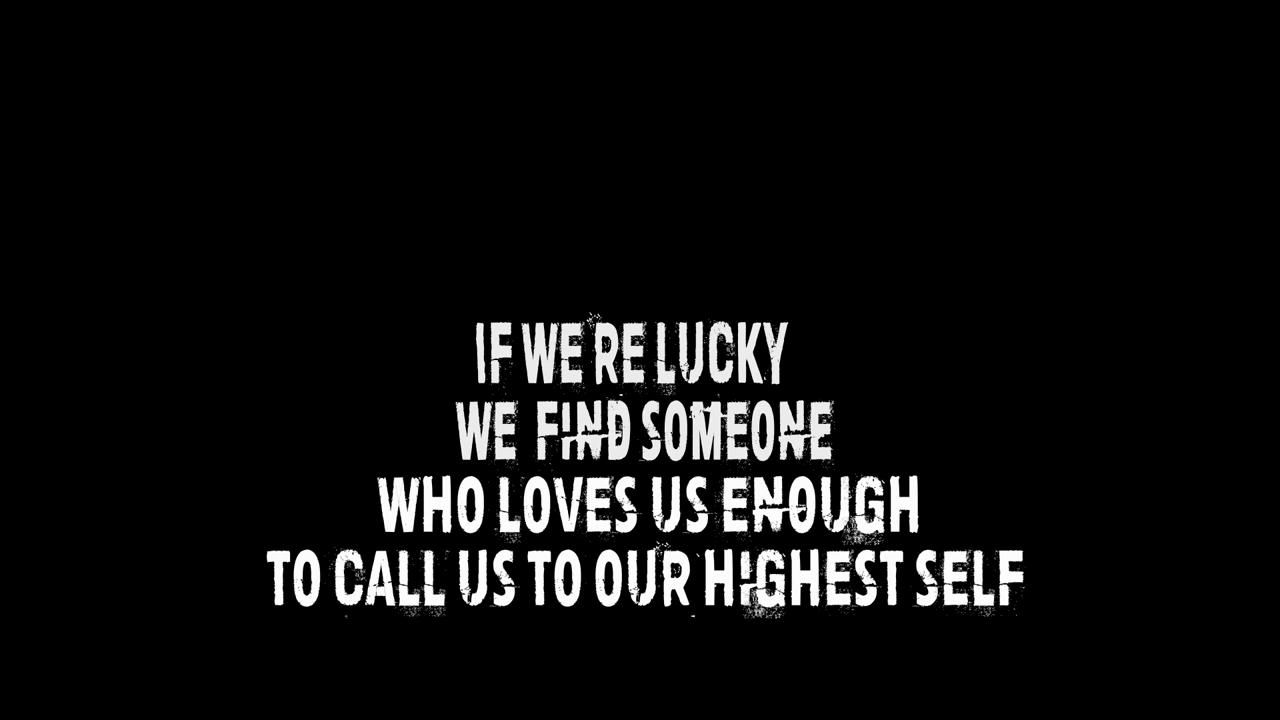 IF WE'RE LUCKY
WE FIND SOMEONE
WHO LOVES US ENOUGH
TO CALL US TO OUR HIGHEST SELF